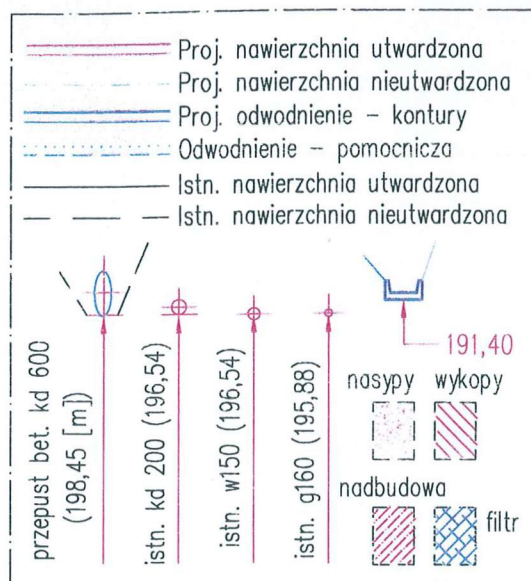 Proj. nawierzchnia utwardzona
Proj. nawierzchnia nieutwardzona
Proj. odwodnienie – kontury
Odwodnienie – pomocnicza
Istn. nawierzchnia utwardzona
Istn. nawierzchnia nieutwardzona
przepust bet. kd 600
(198,45 [m])
istn. kd 200 (196,54)
istn. w150 (196,54)
istn. g160 (195,88)
191,40
nasypy wykopy
nadbudowa
filtr